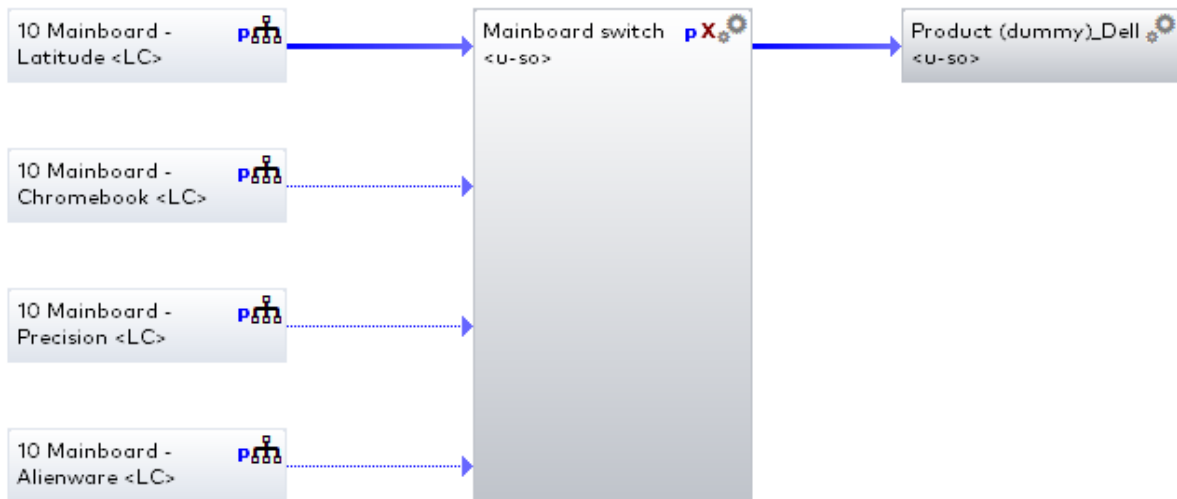 10 Mainboard - p
Latitude <LC>
Mainboard switch p X
<u-so>
Product (dummy)_Dell
<u-so>
10 Mainboard - p
Chromebook <LC>
10 Mainboard - p
Precision <LC>
10 Mainboard - p
Alienware <LC>